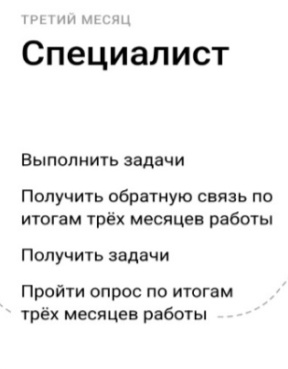 ТРЕТИЙ МЕСЯЦ
Специалист
Выполнить задачи
Получить обратную связь по
итогам трёх месяцев работы
Получить задачи
Пройти опрос по итогам
трёх месяцев работы